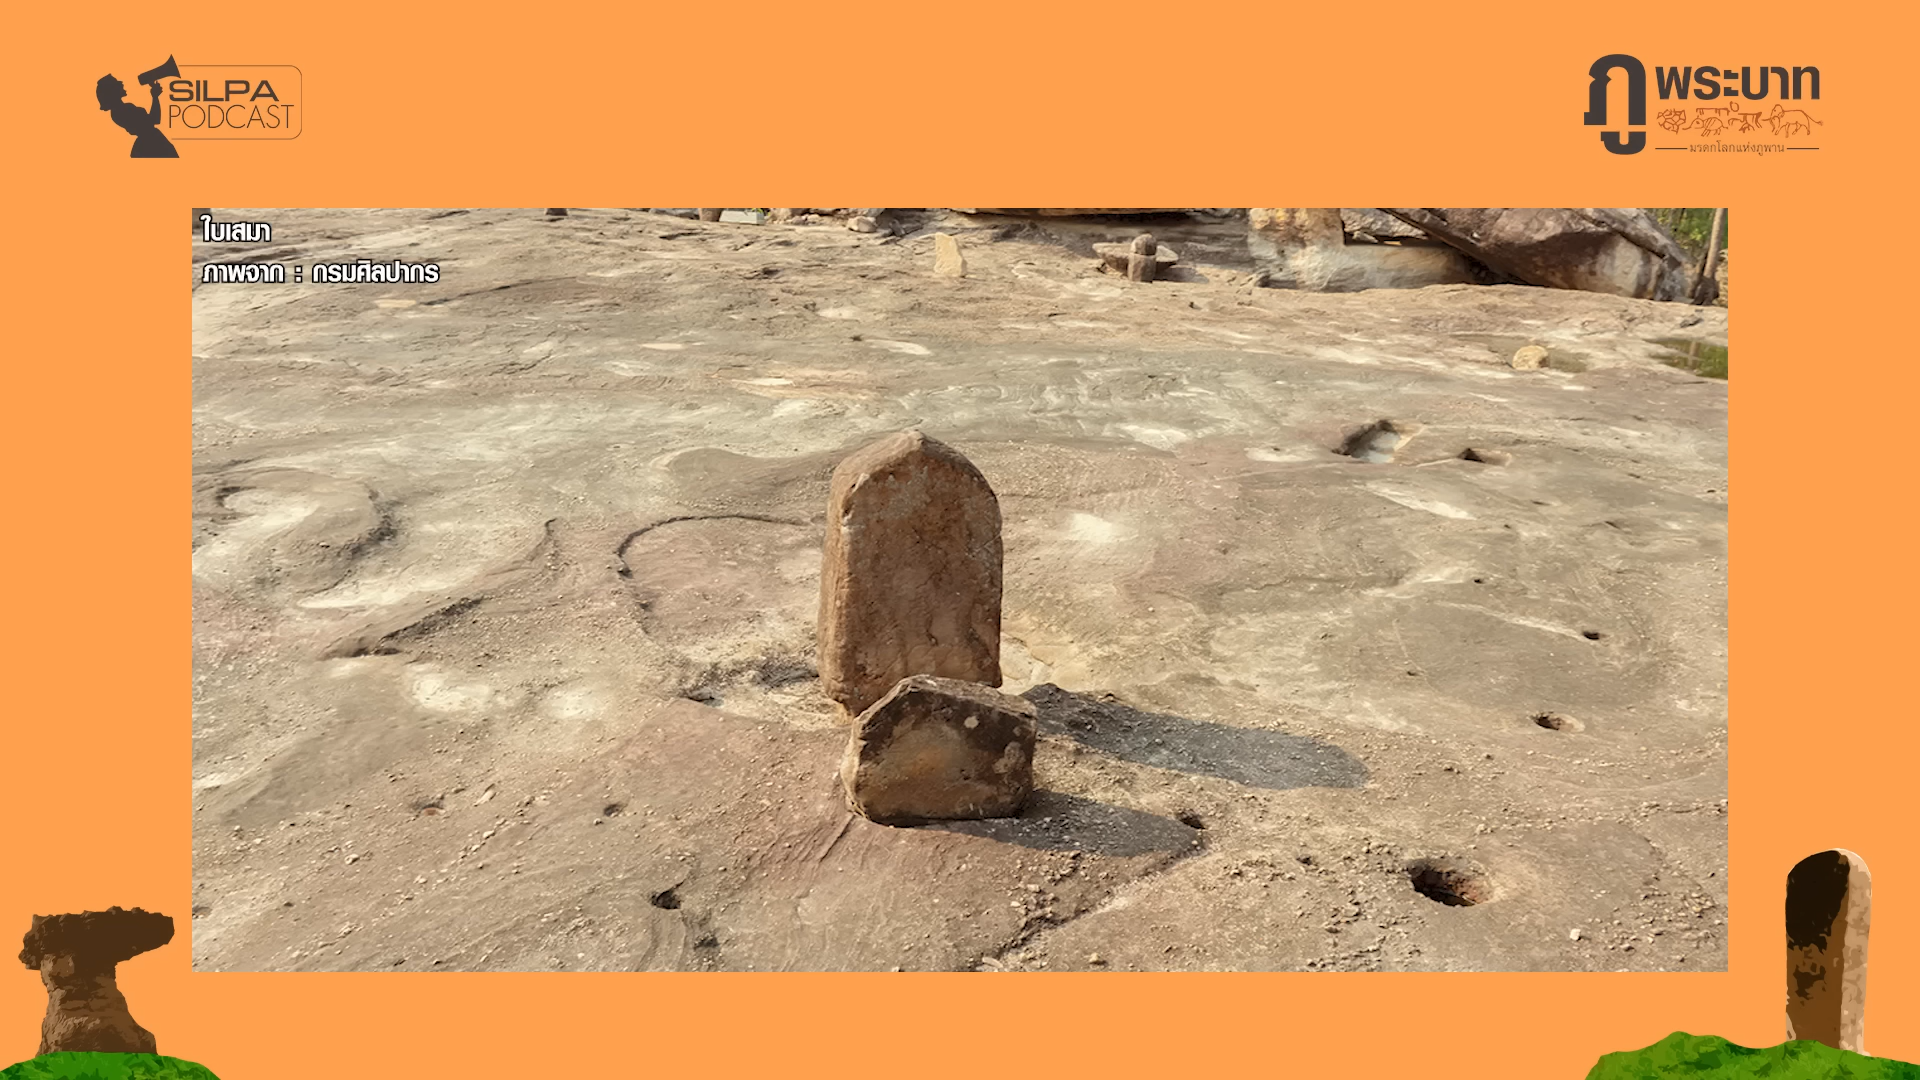 SILPA
PODCAST
ภูพระบาท
มรดกโลกแห่งภูพาน
ใบเสมา
ภาพจาก : กรมศิลปากร